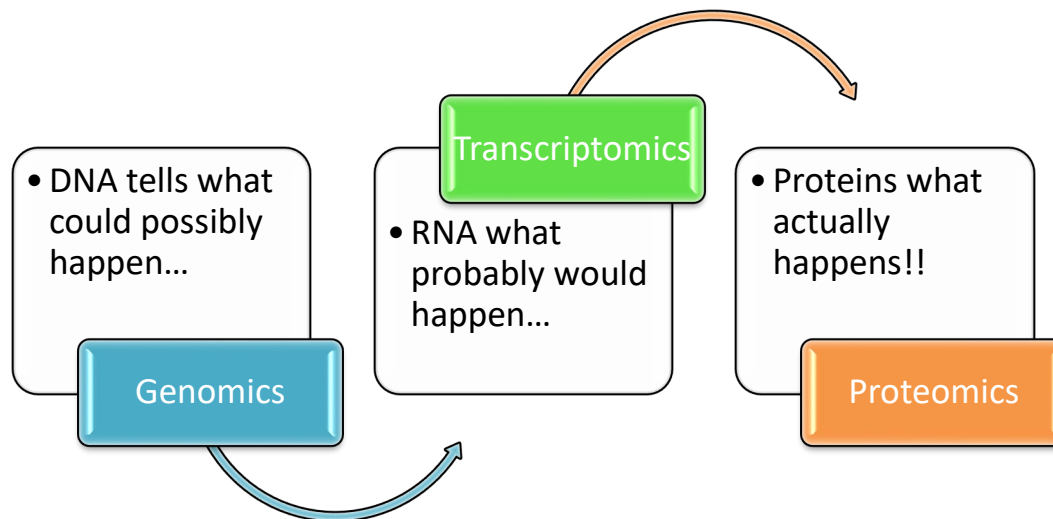 • DNA tells what
could possibly
happen…
Genomics
Transcriptomics
• RNA what
probably would
happen…
• Proteins what
actually
happens!!
Proteomics